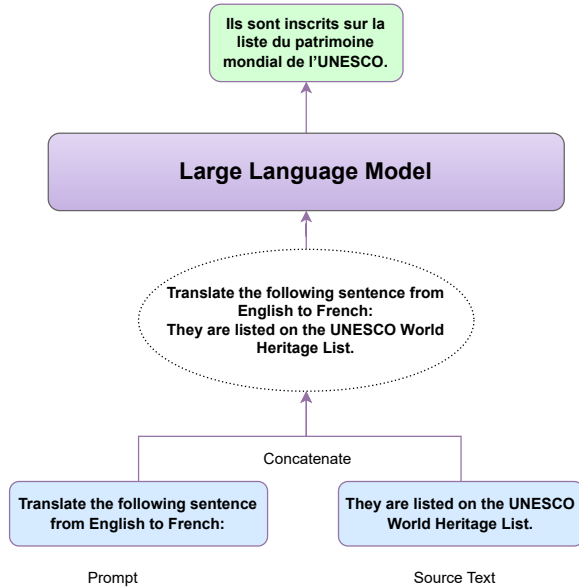 Ils sont inscrits sur la
liste du patrimoine
mondial de l'UNESCO.
Large Language Model
Translate the following sentence from
English to French:
They are listed on the UNESCO World
Heritage List.
Concatenate
Translate the following sentence
from English to French:
They are listed on the UNESCO
World Heritage List.
Prompt
Source Text